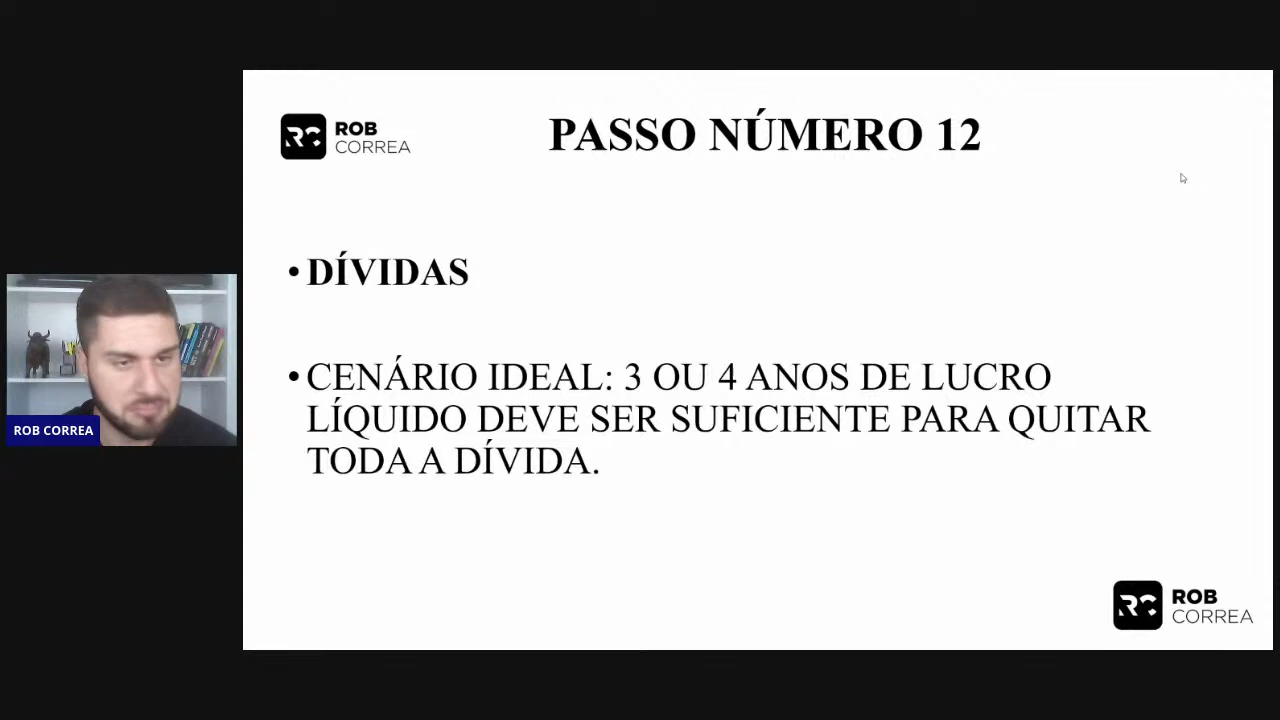 ROB
CORREA
PASSO NÚMERO 12
• DÍVIDAS
• CENÁRIO IDEAL: 3 OU 4 ANOS DE LUCRO
LÍQUIDO DEVE SER SUFICIENTE PARA QUITAR
TODA A DÍVIDA.
ROB CORREA
ROB
CORREA